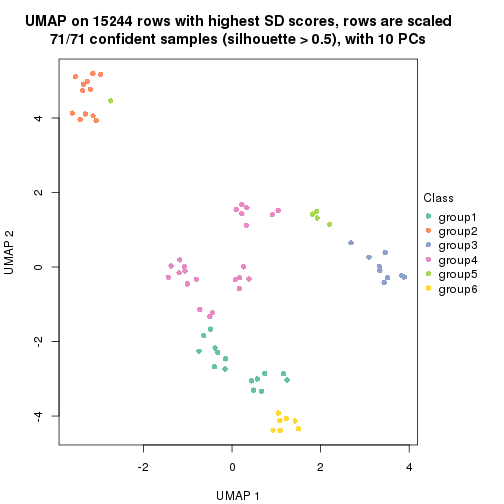 UMAP on 15244 rows with highest SD scores, rows are scaled
71/71 confident samples (silhouette > 0.5), with 10 PCs
UMAP 2
4
2
0
-2
-4
-2
0
2
4
UMAP 1
Class
group1
group2
group3
group4
group5
group6